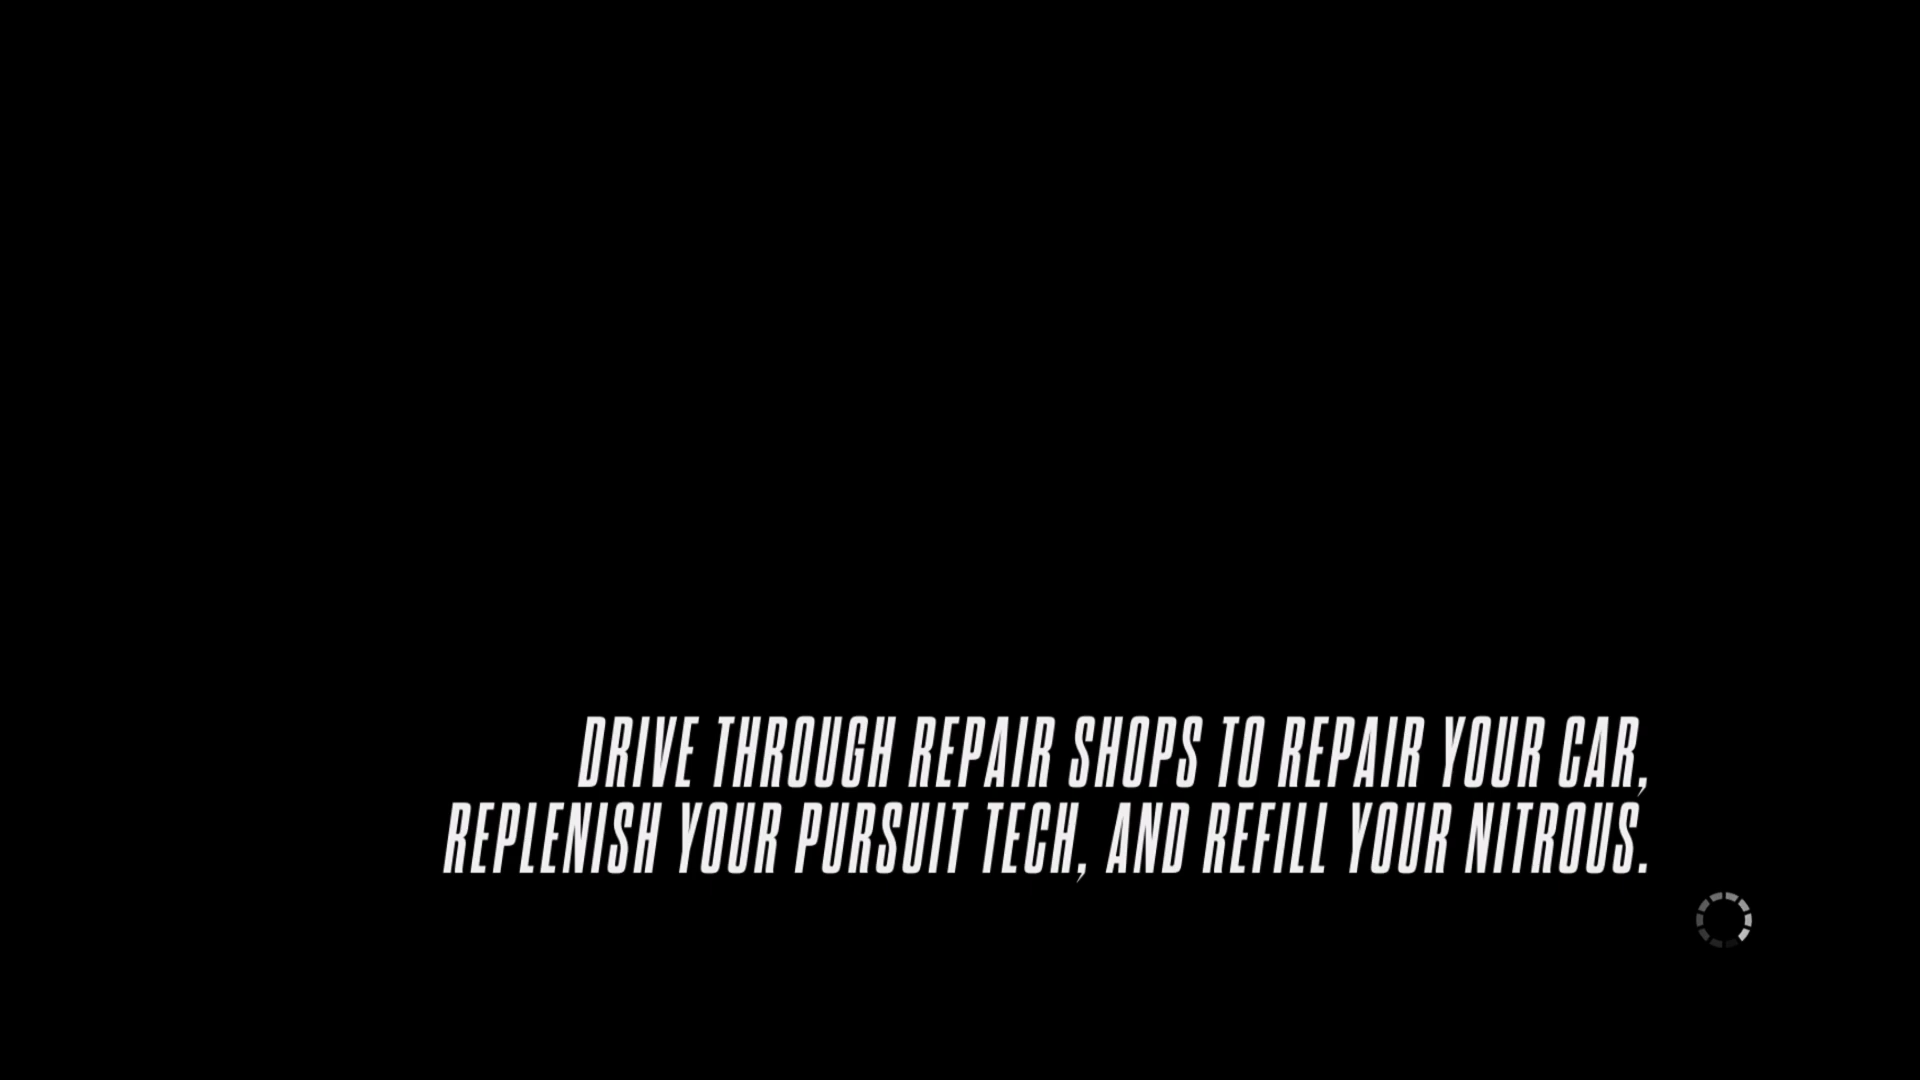 DRIVE THROUGH REPAIR SHOPS TO REPAIR YOUR CAR,
REPLENISH YOUR PURSUIT TECH, AND REFILL YOUR NITROUS.